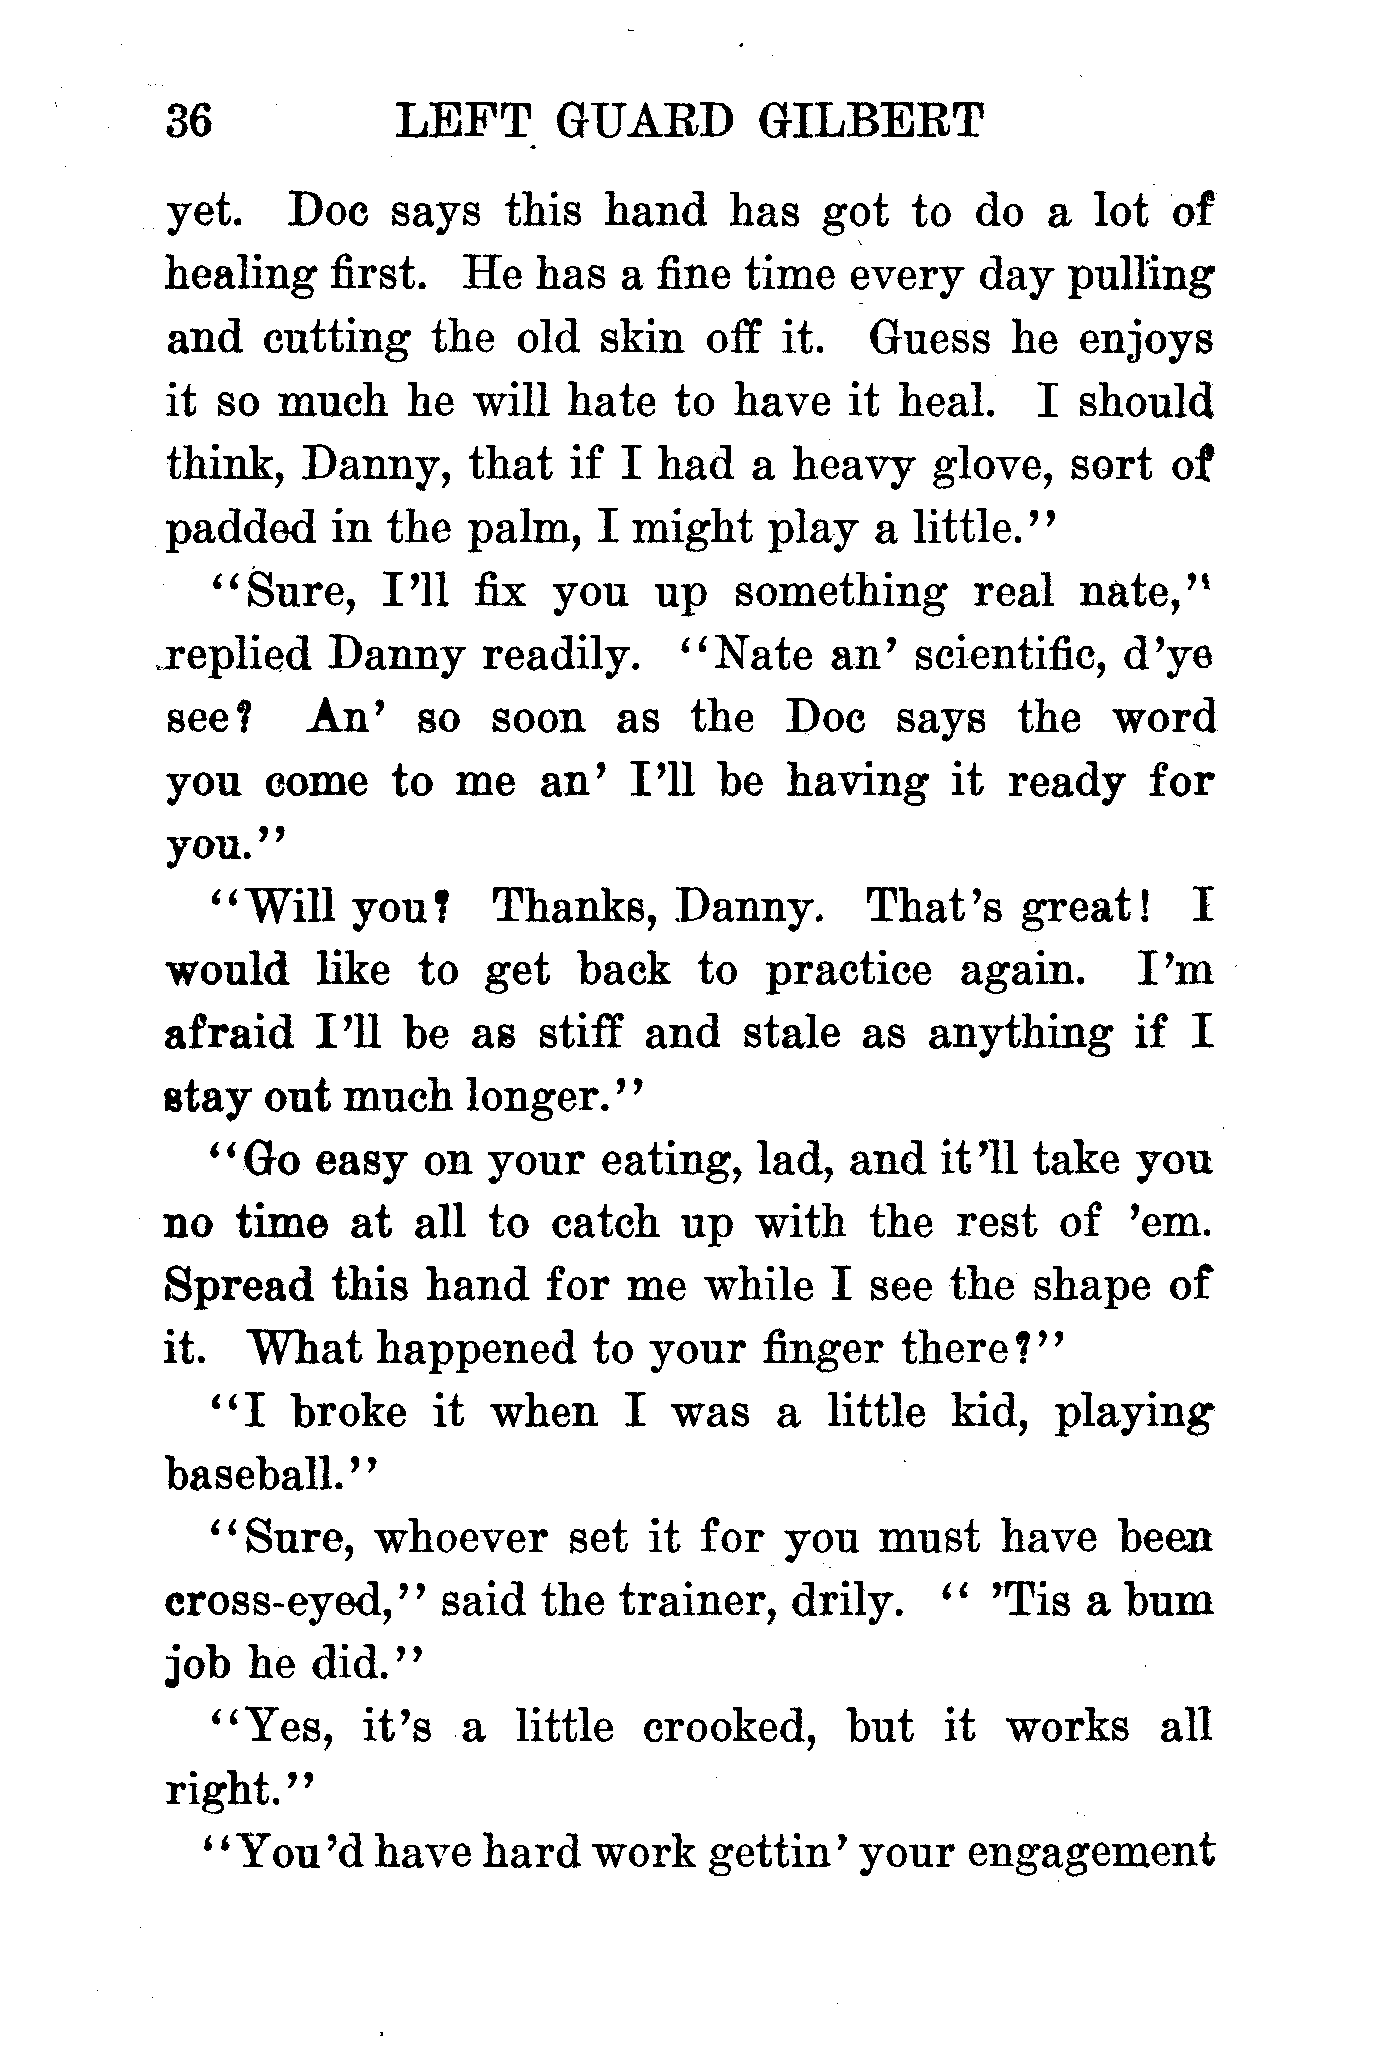 36 LEFT GUARD GILBERT
yet. Doc says this hand has got to do a lot of
healing first. He has a fine time every day pulling
and cutting the old skin off it. Guess he enjoys
it so much he will hate to have it heal. I should
think, Danny, that if I had a heavy glove, sort of
padded in the palm, I might play a little.”
“Sure, I’ll fix you up something real nate,”
replied Danny readily. “Nate an’ scientific, d’ye
see? An’ so soon as the Doc says the word
you come to me an’ I’ll be having it ready for
you.”
“Will you? Thanks, Danny. That’s great! I
would like to get back to practice again. I’m
afraid I’ll be as stiff and stale as anything if I
stay out much longer.”
“Go easy on your eating, lad, and it’ll take you
no time at all to catch up with the rest of ’em.
Spread this hand for me while I see the shape of
it. What happened to your finger there?”
“I broke it when I was a little kid, playing
baseball.”
“Sure, whoever set it for you must have been
cross-eyed,” said the trainer, drily. “ ’Tis a bum
job he did.”
“Yes, it’s a little crooked, but it works all
right.”
“You’d have hard work gettin’ your engagement